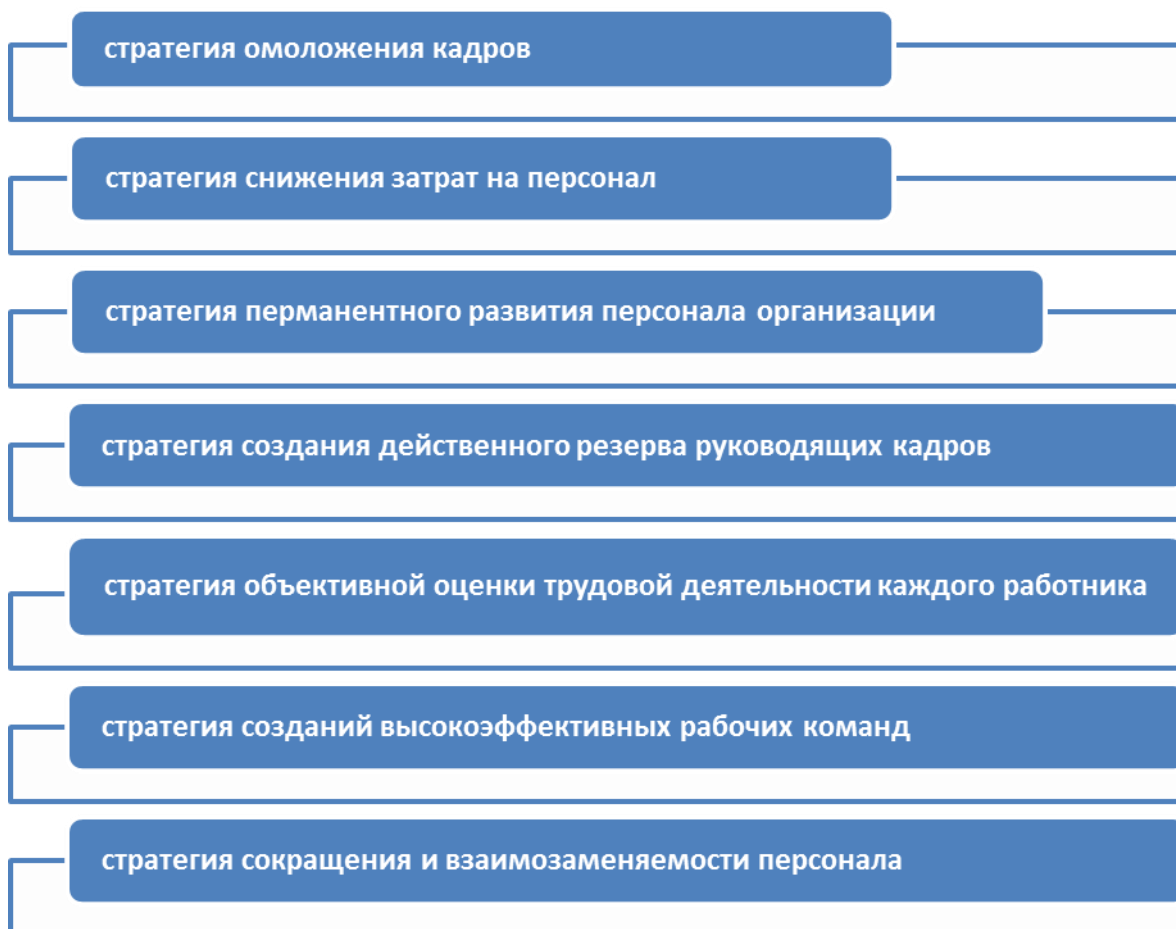 стратегия омоложения кадров
стратегия снижения затрат на персонал
стратегия перманентного развития персонала организации
стратегия создания действенного резерва руководящих кадров
стратегия объективной оценки трудовой деятельности каждого работника
стратегия созданий высокоэффективных рабочих команд
стратегия сокращения и взаимозаменяемости персонала